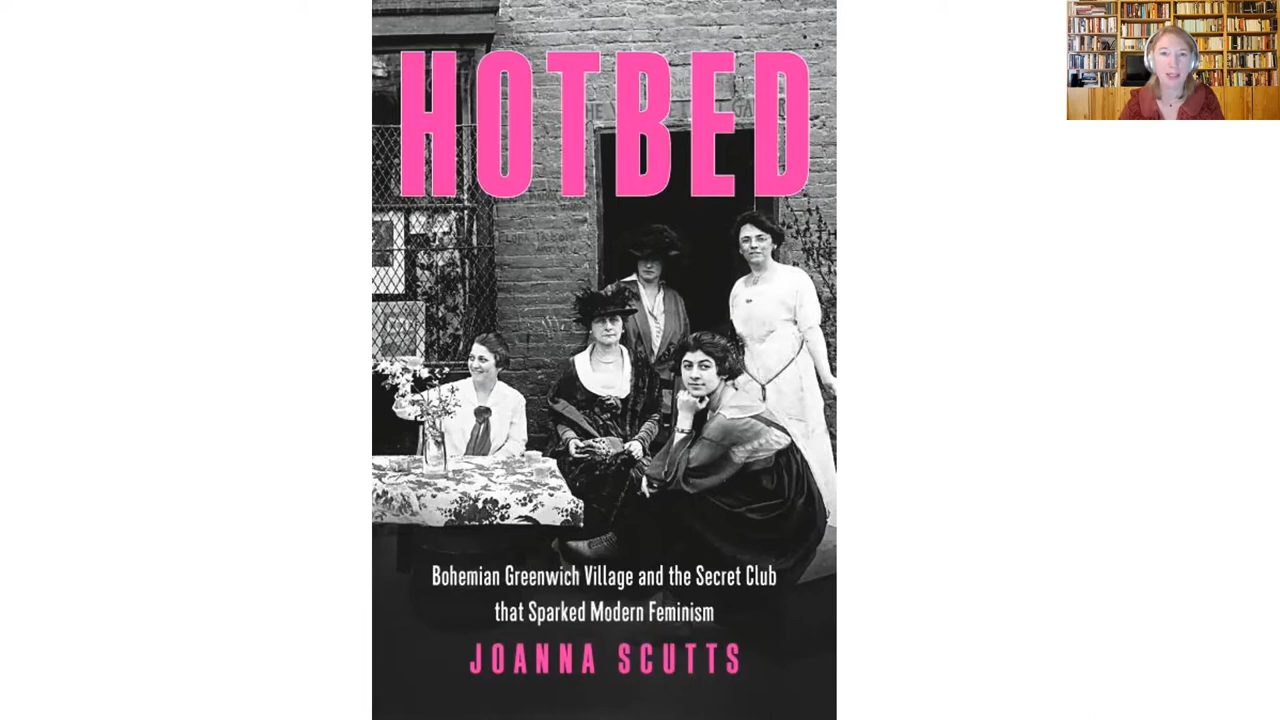 HOTBED
Bohemian Greenwich Village and the Secret Club
that Sparked Modern Feminism
JOANNA SCUTTS